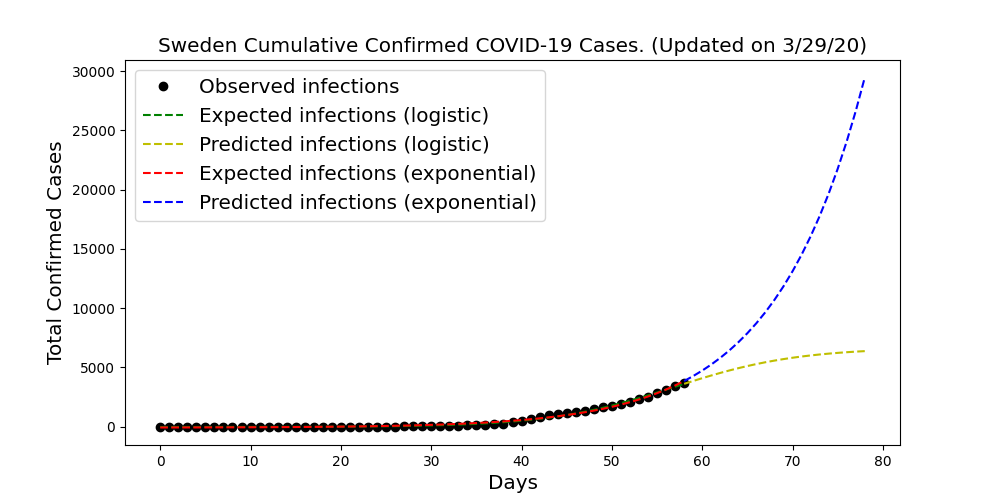 Sweden Cumulative Confirmed COVID-19 Cases. (Updated on 3/29/20)
Observed infections
Expected infections (logistic)
Predicted infections (logistic)
Expected infections (exponential)
Predicted infections (exponential)
Total Confirmed Cases
30000
25000
20000
15000
10000
5000
0
0 10 20 30 40 50 60 70 80
Days